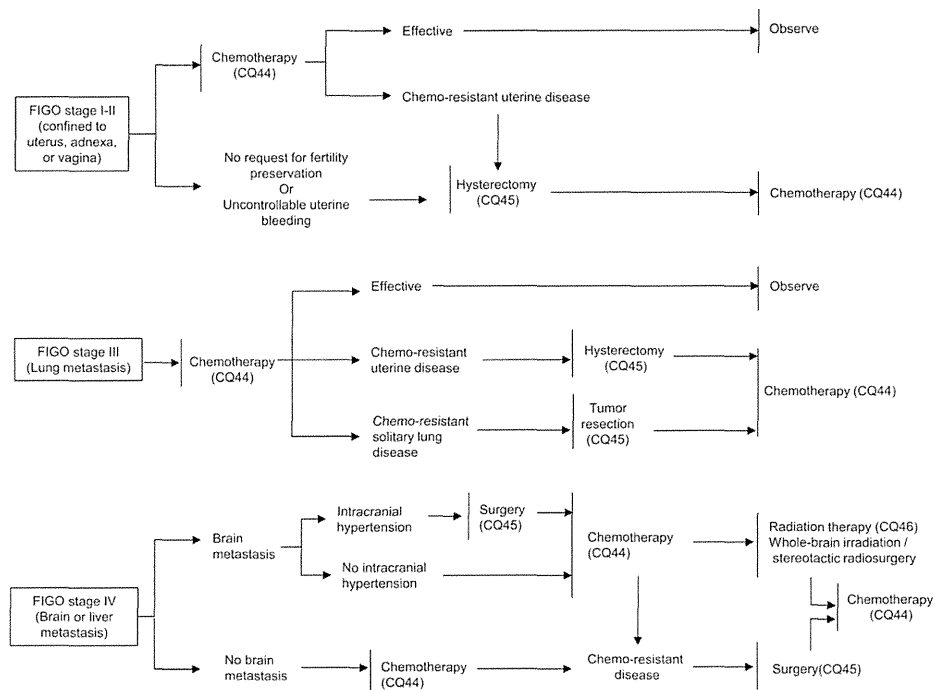 FIGO stage I-II
(confined to
uterus, adnexa,
or vagina)
Chemotherapy
(CQ44)
Effective
Observe
Chemo-resistant uterine disease
No request for fertility
preservation
Or
Uncontrollable uterine
bleeding
Hysterectomy
(CQ45)
Chemotherapy (CQ44)
FIGO stage III
(Lung metastasis)
Chemotherapy
(CQ44)
Effective
Observe
Chemo-resistant
uterine disease
Hysterectomy
(CQ45)
Chemo-resistant
solitary lung
disease
Tumor
resection
(CQ45)
Chemotherapy (CQ44)
FIGO stage IV
(Brain or liver
metastasis)
Brain
metastasis
Intracranial
hypertension
Surgery
(CQ45)
No intracranial
hypertension
Chemotherapy
(CQ44)
Radiation therapy (CQ46)
Whole-brain irradiation /
stereotactic radiosurgery
Chemotherapy
(CQ44)
No brain
metastasis
Chemotherapy
(CQ44)
Chemo-resistant
disease
Surgery(CQ45)